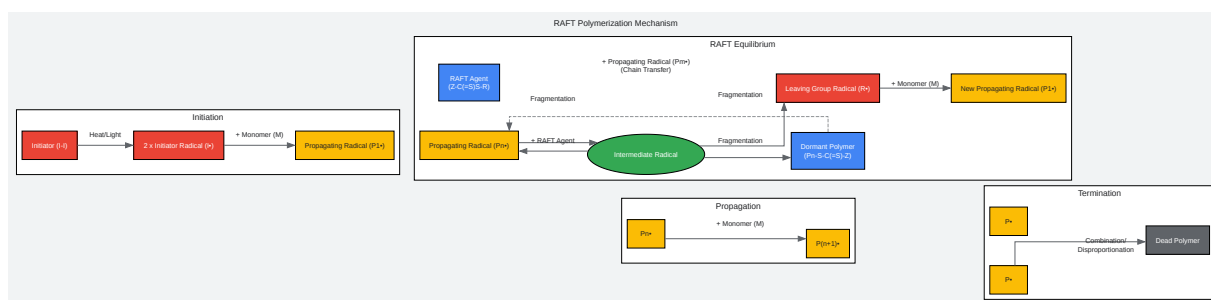 RAFT Polymerization Mechanism
RAFT Equilibrium
+ Propagating Radical (Pm•)
(Chain Transfer)
RAFT Agent
(Z-C(=S)S-R)
Fragmentation
Fragmentation
Leaving Group Radical (R•)
+ Monomer (M)
New Propagating Radical (P1•)
Propagating Radical (Pn•)
+ RAFT Agent
Intermediate Radical
Fragmentation
Dormant Polymer
(Pn-S-C(=S)-Z)
Initiation
Initiator (I-I)
Heat/Light
2 x Initiator Radical (I•)
+ Monomer (M)
Propagating Radical (P1•)
Propagation
Pn•
+ Monomer (M)
P(n+1)•
Termination
P•
P•
Combination/
Disproportionation
Dead Polymer